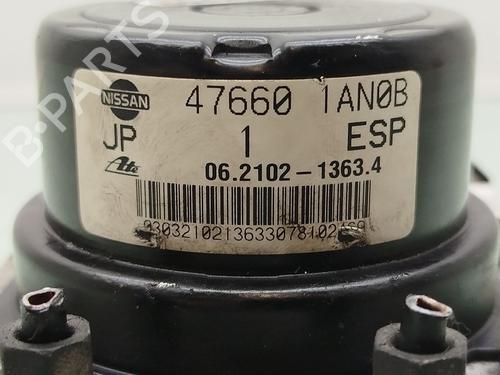 B-PARTS
NISSAN 47660 1AN0B
JP 1 ESP
Ate 06.2102-1363.4